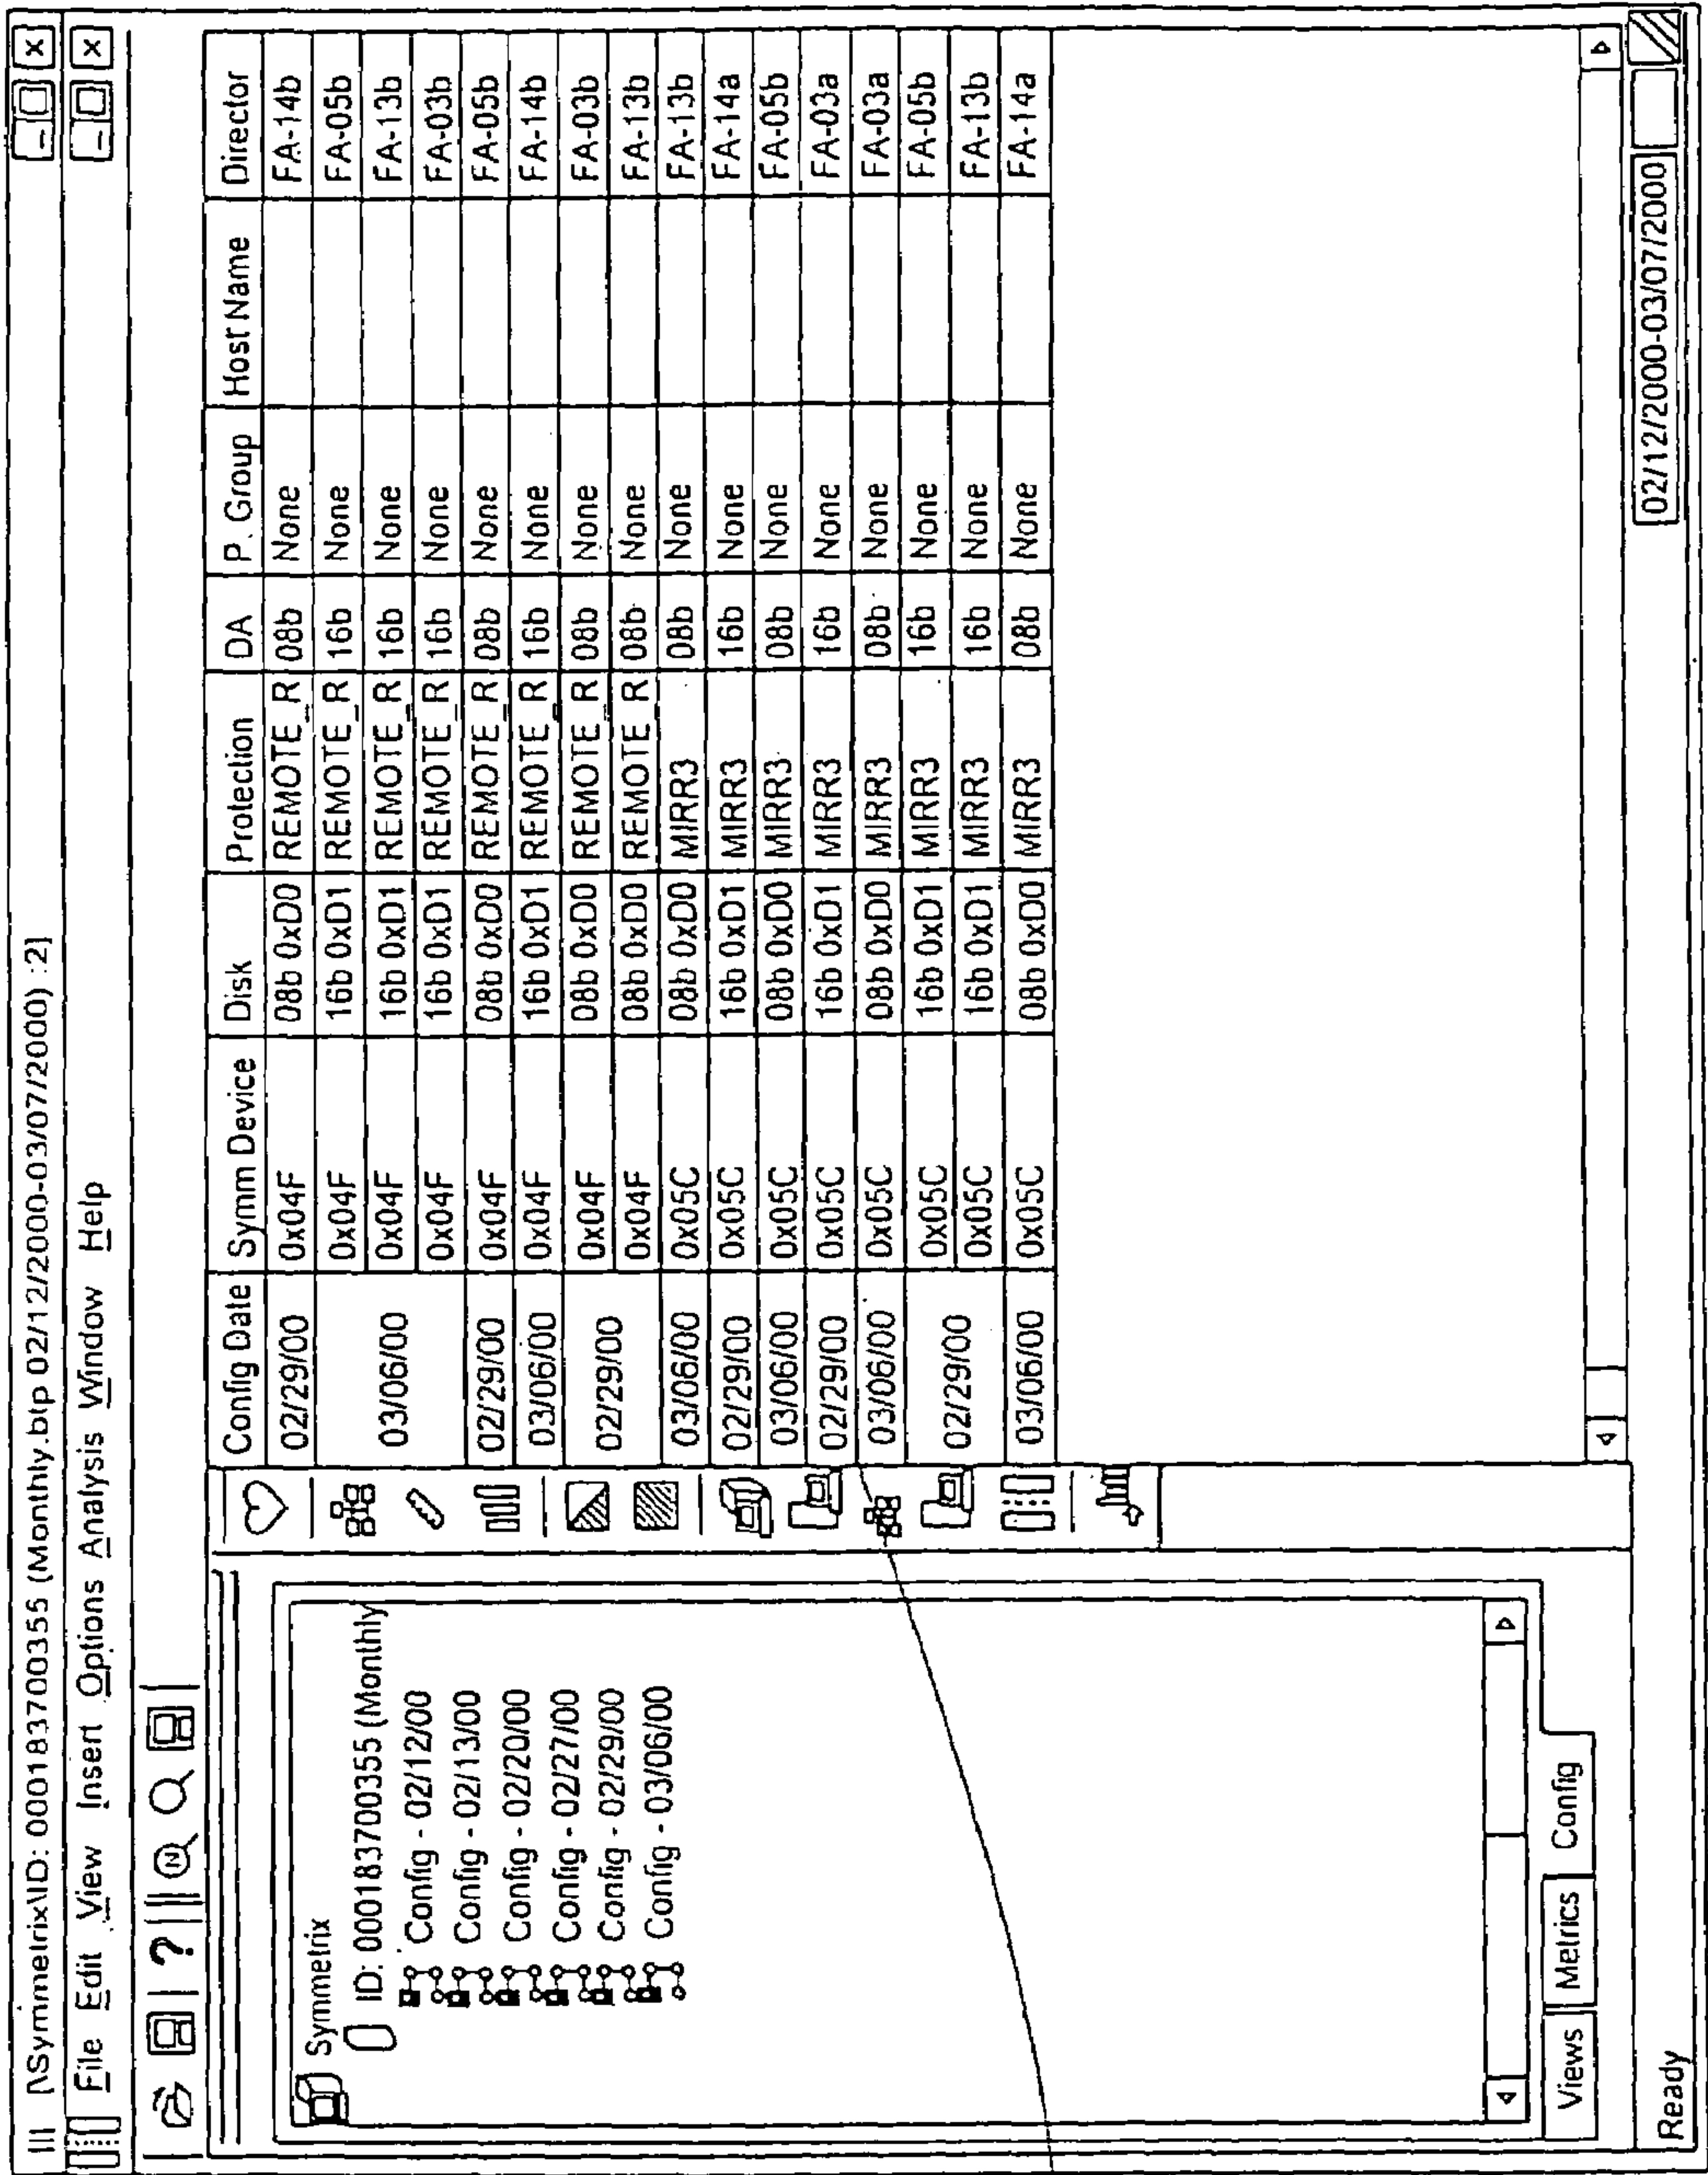 [\Symmetrix\ID: 000183700355 (Monthly.btp 02/12/2000-03/07/2000) :2]
File Edit View Insert Options Analysis Window Help
Symmetrix
ID: 000183700355 (Monthly
Config - 02/12/00
Config - 02/13/00
Config - 02/20/00
Config - 02/27/00
Config - 02/29/00
Config - 03/06/00
Views Metrics Config
Config Date Symm Device Disk Protection DA P. Group Host Name Director
02/29/00 0x04F 08b 0xD0 REMOTE_R 08b None FA-14b
03/06/00 0x04F 16b 0xD1 REMOTE_R 16b None FA-05b
0x04F 16b 0xD1 REMOTE_R 16b None FA-13b
0x04F 16b 0xD1 REMOTE_R 16b None FA-03b
02/29/00 0x04F 08b 0xD0 REMOTE_R 08b None FA-05b
03/06/00 0x04F 16b 0xD1 REMOTE_R 16b None FA-14b
02/29/00 0x04F 08b 0xD0 REMOTE_R 08b None FA-03b
0x04F 08b 0xD0 REMOTE_R 08b None FA-13b
03/06/00 0x05C 08b 0xD0 MIRR3 08b None FA-13b
02/29/00 0x05C 16b 0xD1 MIRR3 16b None FA-14a
03/06/00 0x05C 08b 0xD0 MIRR3 08b None FA-05b
02/29/00 0x05C 16b 0xD1 MIRR3 16b None FA-03a
03/06/00 0x05C 08b 0xD0 MIRR3 08b None FA-03a
02/29/00 0x05C 16b 0xD1 MIRR3 16b None FA-05b
0x05C 16b 0xD1 MIRR3 16b None FA-13b
03/06/00 0x05C 08b 0xD0 MIRR3 08b None FA-14a
Ready 02/12/2000-03/07/2000